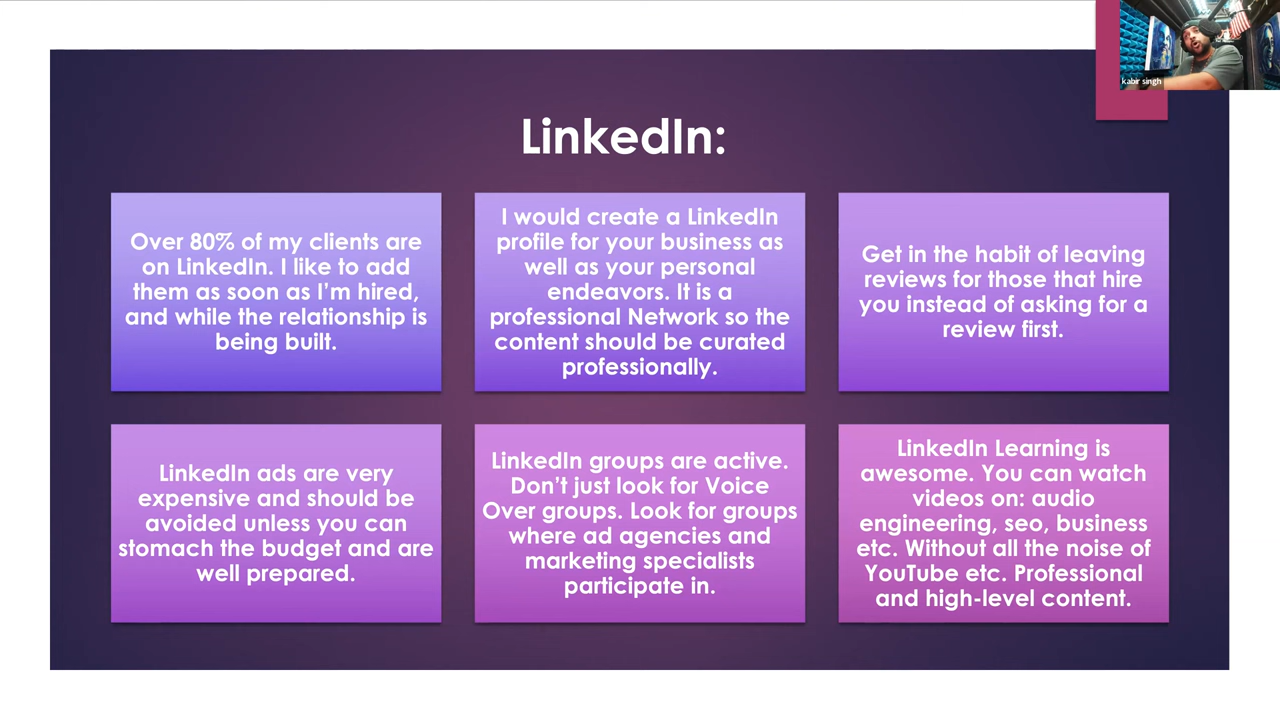 kabir singh
LinkedIn:
Over 80% of my clients are
on LinkedIn. I like to add
them as soon as I'm hired,
and while the relationship is
being built.
I would create a LinkedIn
profile for your business as
well as your personal
endeavors. It is a
professional Network so the
content should be curated
professionally.
Get in the habit of leaving
reviews for those that hire
you instead of asking for a
review first.
LinkedIn ads are very
expensive and should be
avoided unless you can
stomach the budget and are
well prepared.
LinkedIn groups are active.
Don't just look for Voice
Over groups. Look for groups
where ad agencies and
marketing specialists
participate in.
LinkedIn Learning is
awesome. You can watch
videos on: audio
engineering, seo, business
etc. Without all the noise of
YouTube etc. Professional
and high-level content.